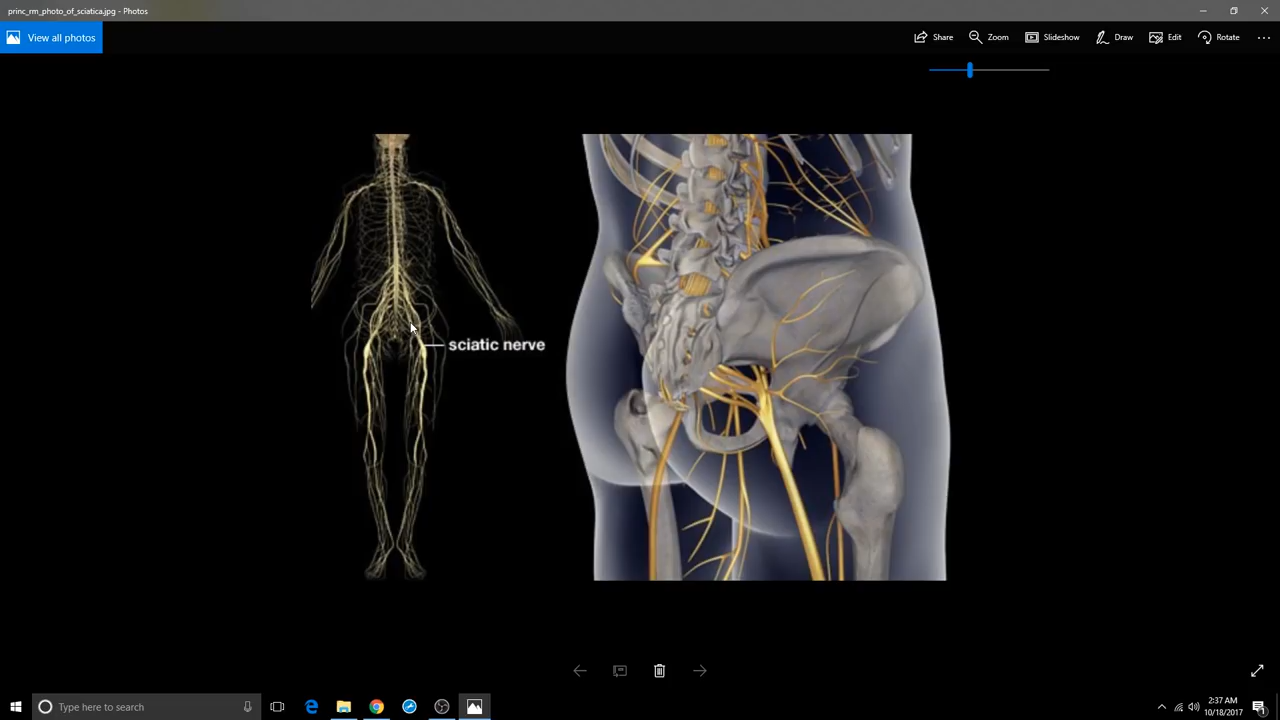 princ_rm_photo_of_sciatica.jpg - Photos
View all photos
Share
Zoom
Slideshow
Draw
Edit
Rotate
sciatic nerve
Type here to search
2:37 AM
10/18/2017